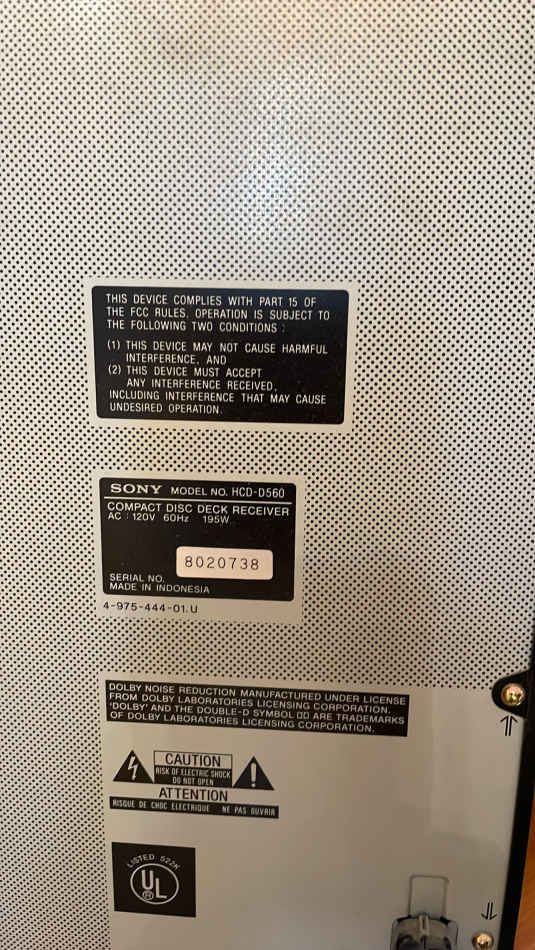 THIS DEVICE COMPLIES WITH PART 15 OF
THE FCC RULES. OPERATION IS SUBJECT TO
THE FOLLOWING TWO CONDITIONS :
(1) THIS DEVICE MAY NOT CAUSE HARMFUL
INTERFERENCE, AND
(2) THIS DEVICE MUST ACCEPT
ANY INTERFERENCE RECEIVED,
INCLUDING INTERFERENCE THAT MAY CAUSE
UNDESIRED OPERATION.
SONY MODEL NO. HCD-D560
COMPACT DISC DECK RECEIVER
AC : 120V 60Hz 195W
8020738
SERIAL NO.
MADE IN INDONESIA
4-975-444-01.U
DOLBY NOISE REDUCTION MANUFACTURED UNDER LICENSE
FROM DOLBY LABORATORIES LICENSING CORPORATION.
'DOLBY' AND THE DOUBLE-D SYMBOL ARE TRADEMARKS
OF DOLBY LABORATORIES LICENSING CORPORATION.
CAUTION
RISK OF ELECTRIC SHOCK
DO NOT OPEN
ATTENTION
RISQUE DE CHOC ELECTRIQUE NE PAS OUVRIR
LISTED 522K
UL